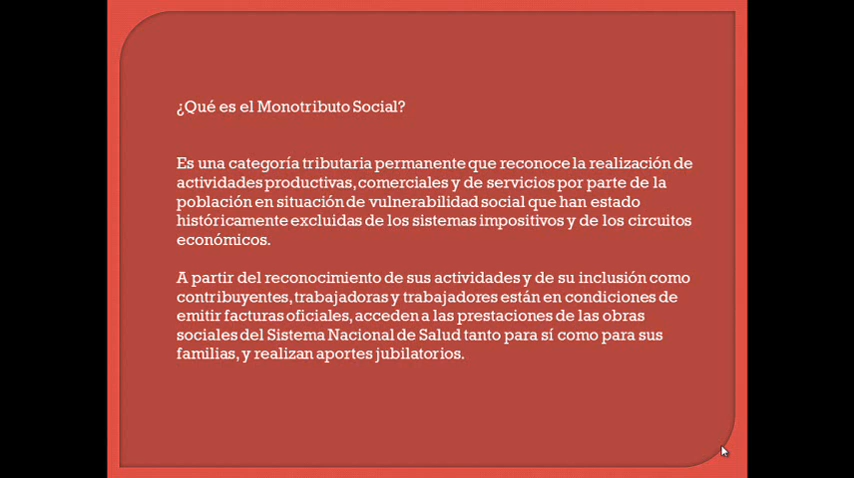 ¿Qué es el Monotributo Social?
Es una categoría tributaria permanente que reconoce la realización de
actividades productivas, comerciales y de servicios por parte de la
población en situación de vulnerabilidad social que han estado
históricamente excluidas de los sistemas impositivos y de los circuitos
económicos.
A partir del reconocimiento de sus actividades y de su inclusión como
contribuyentes, trabajadoras y trabajadores están en condiciones de
emitir facturas oficiales, acceden a las prestaciones de las obras
sociales del Sistema Nacional de Salud tanto para sí como para sus
familias, y realizan aportes jubilatorios.